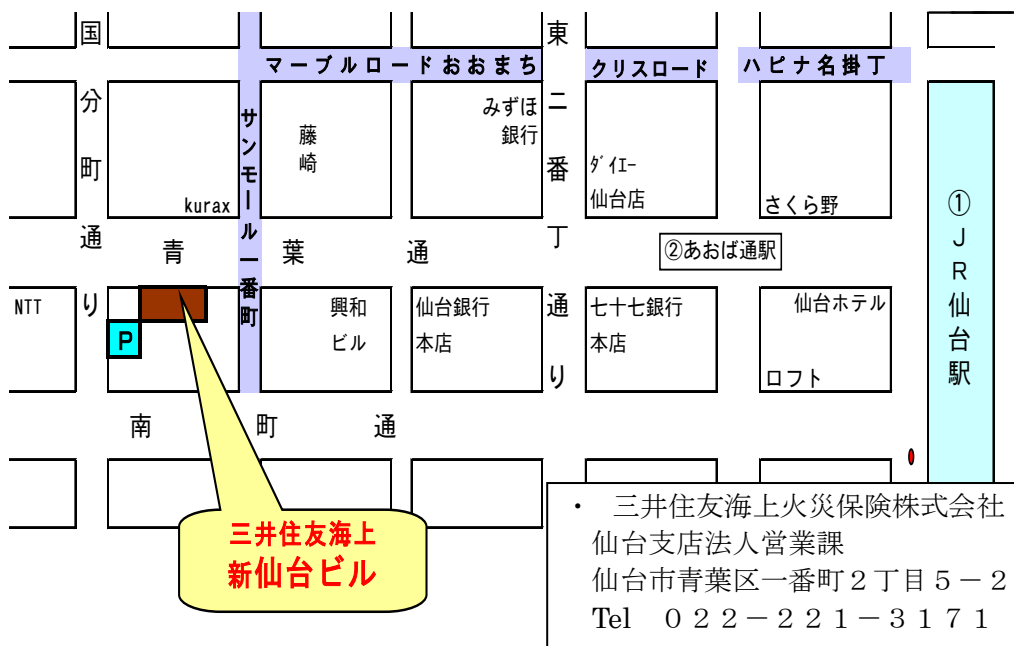 国分町通り
東二番丁通り
マーブルロードおおまち
クリスロード
ハピナ名掛丁
サンモール一番町
藤崎
みずほ
銀行
ダイエー
仙台店
kurax
さくら野
青葉通
②あおば通駅
①JR仙台駅
NTT
P
興和
ビル
仙台銀行
本店
七十七銀行
本店
仙台ホテル
ロフト
南町通
三井住友海上
新仙台ビル
・ 三井住友海上火災保険株式会社
仙台支店法人営業課
仙台市青葉区一番町2丁目5-2
Tel 022-221-3171